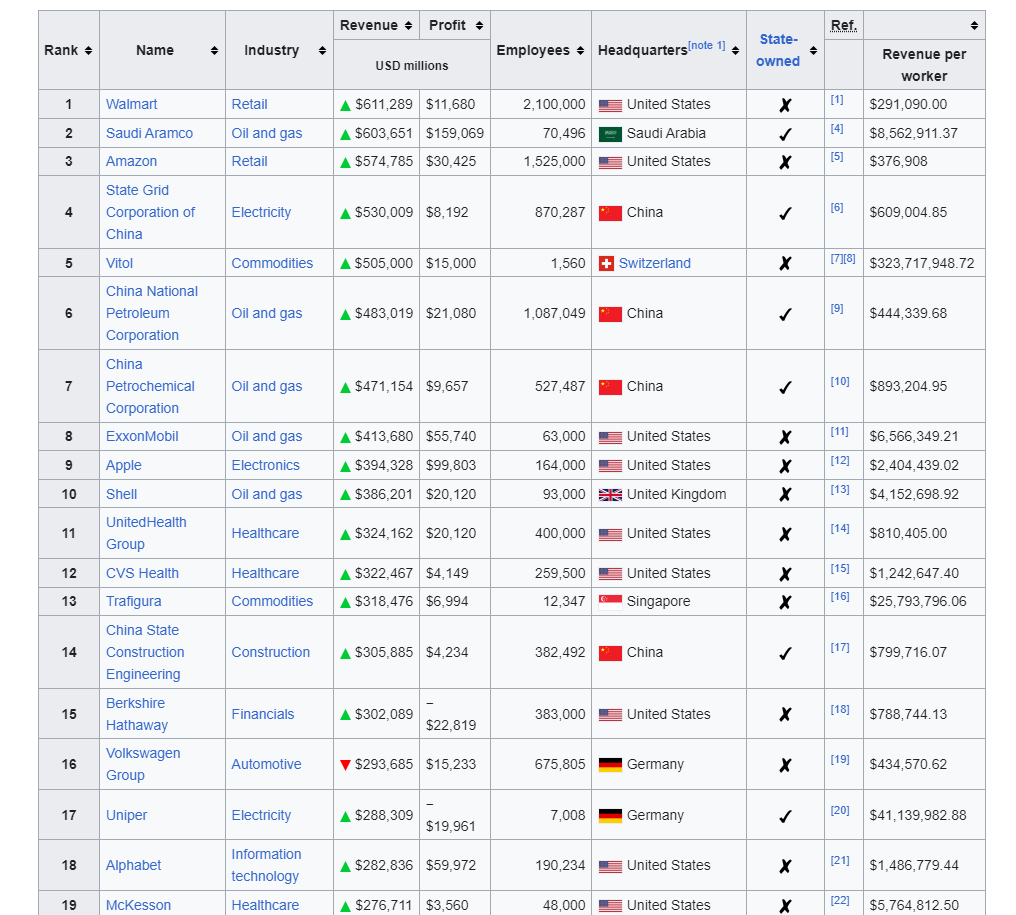 Rank Name Industry Revenue Profit Employees Headquarters[note 1] State-owned Ref.
USD millions Revenue per worker
1 Walmart Retail ▲ $611,289 $11,680 2,100,000 United States ✗ [1] $291,090.00
2 Saudi Aramco Oil and gas ▲ $603,651 $159,069 70,496 Saudi Arabia ✓ [4] $8,562,911.37
3 Amazon Retail ▲ $574,785 $30,425 1,525,000 United States ✗ [5] $376,908
4 State Grid Corporation of China Electricity ▲ $530,009 $8,192 870,287 China ✓ [6] $609,004.85
5 Vitol Commodities ▲ $505,000 $15,000 1,560 Switzerland ✗ [7][8] $323,717,948.72
6 China National Petroleum Corporation Oil and gas ▲ $483,019 $21,080 1,087,049 China ✓ [9] $444,339.68
7 China Petrochemical Corporation Oil and gas ▲ $471,154 $9,657 527,487 China ✓ [10] $893,204.95
8 ExxonMobil Oil and gas ▲ $413,680 $55,740 63,000 United States ✗ [11] $6,566,349.21
9 Apple Electronics ▲ $394,328 $99,803 164,000 United States ✗ [12] $2,404,439.02
10 Shell Oil and gas ▲ $386,201 $20,120 93,000 United Kingdom ✗ [13] $4,152,698.92
11 UnitedHealth Group Healthcare ▲ $324,162 $20,120 400,000 United States ✗ [14] $810,405.00
12 CVS Health Healthcare ▲ $322,467 $4,149 259,500 United States ✗ [15] $1,242,647.40
13 Trafigura Commodities ▲ $318,476 $6,994 12,347 Singapore ✗ [16] $25,793,796.06
14 China State Construction Engineering Construction ▲ $305,885 $4,234 382,492 China ✓ [17] $799,716.07
15 Berkshire Hathaway Financials ▲ $302,089 –$22,819 383,000 United States ✗ [18] $788,744.13
16 Volkswagen Group Automotive ▼ $293,685 $15,233 675,805 Germany ✗ [19] $434,570.62
17 Uniper Electricity ▲ $288,309 –$19,961 7,008 Germany ✓ [20] $41,139,982.88
18 Alphabet Information technology ▲ $282,836 $59,972 190,234 United States ✗ [21] $1,486,779.44
19 McKesson Healthcare ▲ $276,711 $3,560 48,000 United States ✗ [22] $5,764,812.50